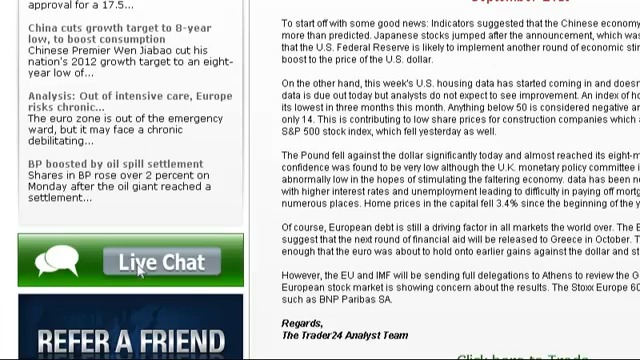 approval for a 17.5...
China cuts growth target to 8-year
low, to boost consumption
Chinese Premier Wen Jiabao cut his
nation's 2012 growth target to an eight-
year low of...
Analysis: Out of intensive care, Europe
risks chronic...
The euro zone is out of the emergency
ward, but it may face a chronic
debilitating...
BP boosted by oil spill settlement
Shares in BP rose over 2 percent on
Monday after the oil giant reached a
settlement...
Live Chat
REFER A FRIEND
To start off with some good news: Indicators suggested that the Chinese economy
more than predicted. Japanese stocks jumped after the announcement, which was
that the U.S. Federal Reserve is likely to implement another round of economic
boost to the price of the U.S. dollar.
On the other hand, this week's U.S. housing data has started coming in and
data is due out today but analysts do not expect to see improvement. An index of
its lowest in three months this month. Anything below 50 is considered negative
only 14. This is contributing to low share prices for construction companies which
S&P 500 stock index, which fell yesterday as well.
The Pound fell against the dollar significantly today and almost reached its
confidence was found to be very low although the U.K. monetary policy committee
abnormally low in the hopes of stimulating the faltering economy. data has been
with higher interest rates and unemployment leading to difficulty in paying off
numerous places. Home prices in the capital fell 3.4% since the beginning of the
Of course, European debt is still a driving factor in all markets the world over. The
suggest that the next round of financial aid will be released to Greece in October.
enough that the euro was about to hold onto earlier gains against the dollar and
However, the EU and IMF will be sending full delegations to Athens to review the
European stock market is showing concern about the results. The Stoxx Europe
such as BNP Paribas SA.
Regards,
The Trader24 Analyst Team